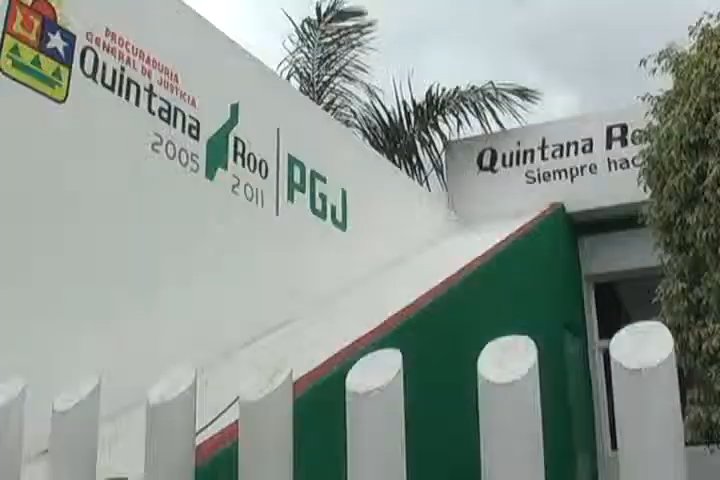 PROCURADURIA
GENERAL DE JUSTICIA
Quintana Roo
2005 2011
PGJ
Quintana
Siempre